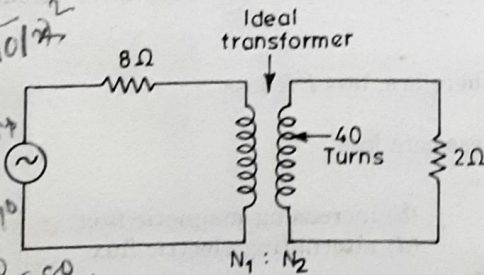 Ideal
transformer
8Ω
40
Turns
2Ω
N₁ : N₂